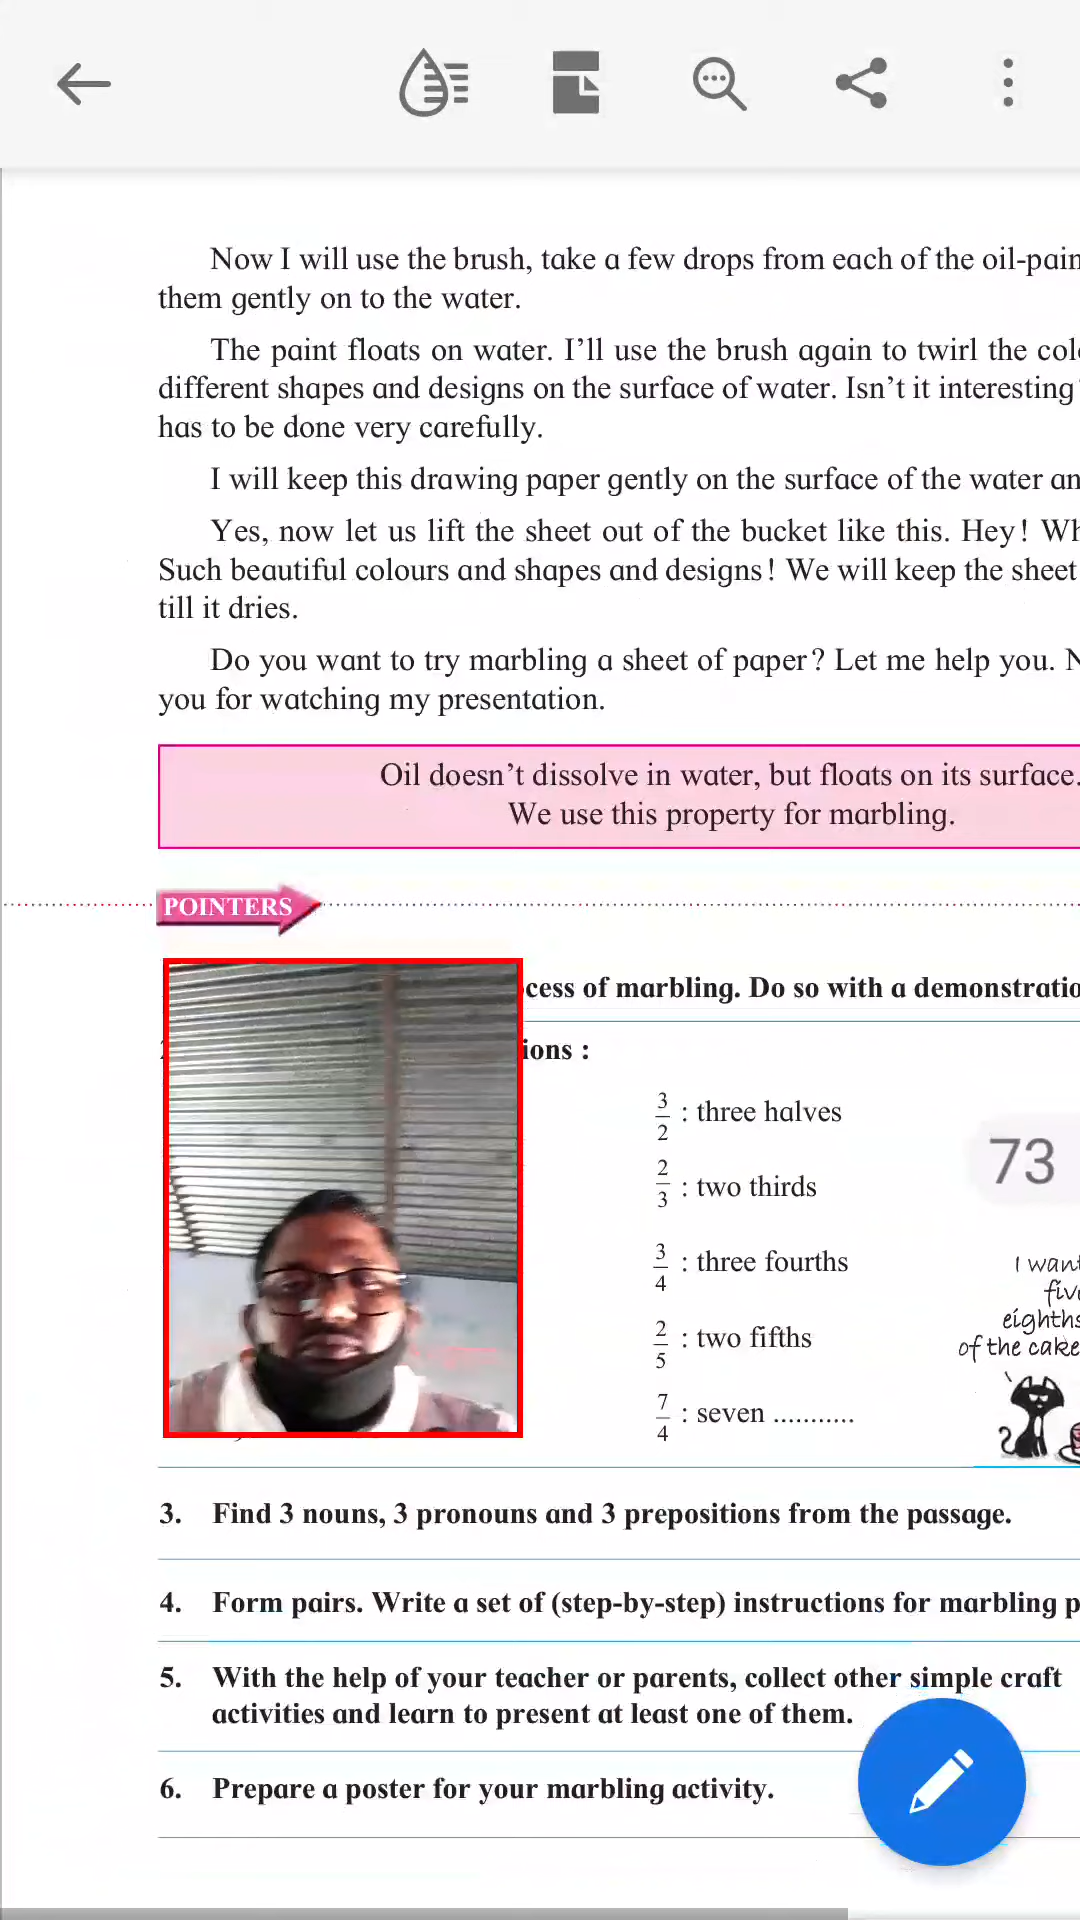 Now I will use the brush, take a few drops from each of the oil-pain
them gently on to the water.
The paint floats on water. I'll use the brush again to twirl the col
different shapes and designs on the surface of water. Isn't it interesting
has to be done very carefully.
I will keep this drawing paper gently on the surface of the water an
Yes, now let us lift the sheet out of the bucket like this. Hey! Wh
Such beautiful colours and shapes and designs! We will keep the sheet
till it dries.
Do you want to try marbling a sheet of paper? Let me help you. N
you for watching my presentation.
Oil doesn't dissolve in water, but floats on its surface.
We use this property for marbling.
POINTERS
cess of marbling. Do so with a demonstratio
ions :
3/2 : three halves
2/3 : two thirds
73
3/4 : three fourths
I want
five
eighths
of the cake
2/5 : two fifths
7/4 : seven ...........
3. Find 3 nouns, 3 pronouns and 3 prepositions from the passage.
4. Form pairs. Write a set of (step-by-step) instructions for marbling p
5. With the help of your teacher or parents, collect other simple craft
activities and learn to present at least one of them.
6. Prepare a poster for your marbling activity.